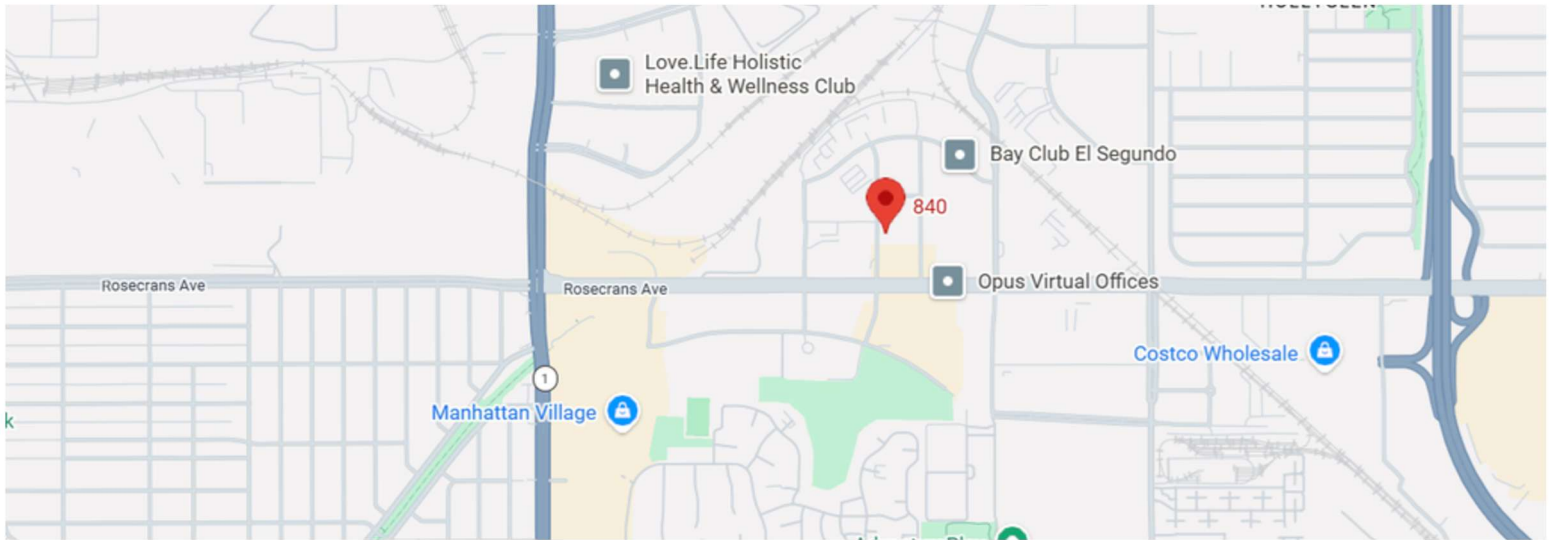 Love.Life Holistic
Health & Wellness Club
Bay Club El Segundo
840
Rosecrans Ave
Rosecrans Ave
Opus Virtual Offices
Costco Wholesale
1
Manhattan Village
k